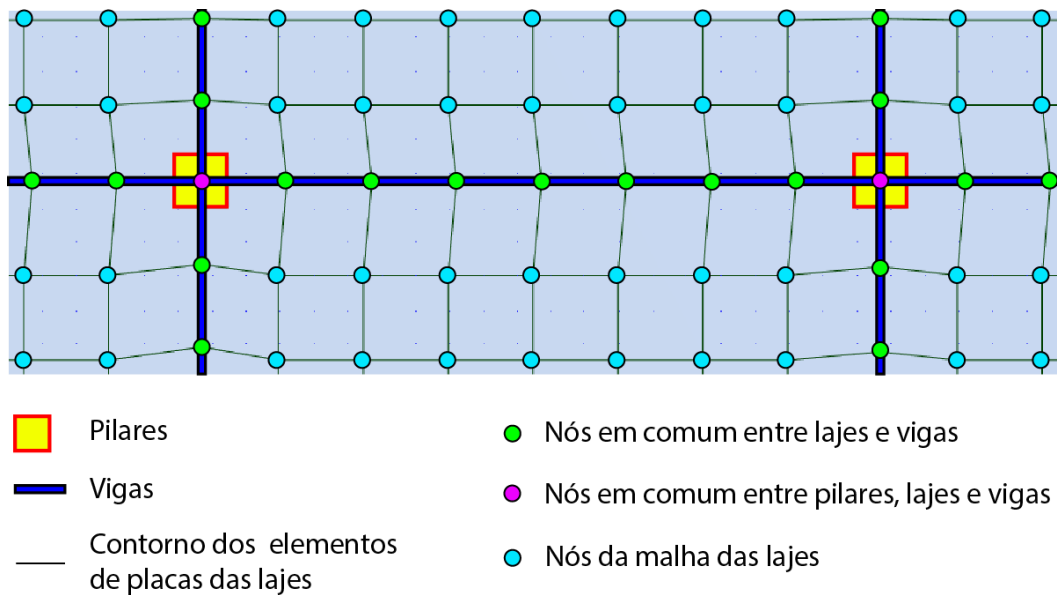 Pilares
Vigas
Contorno dos elementos
de placas das lajes
Nós em comum entre lajes e vigas
Nós em comum entre pilares, lajes e vigas
Nós da malha das lajes